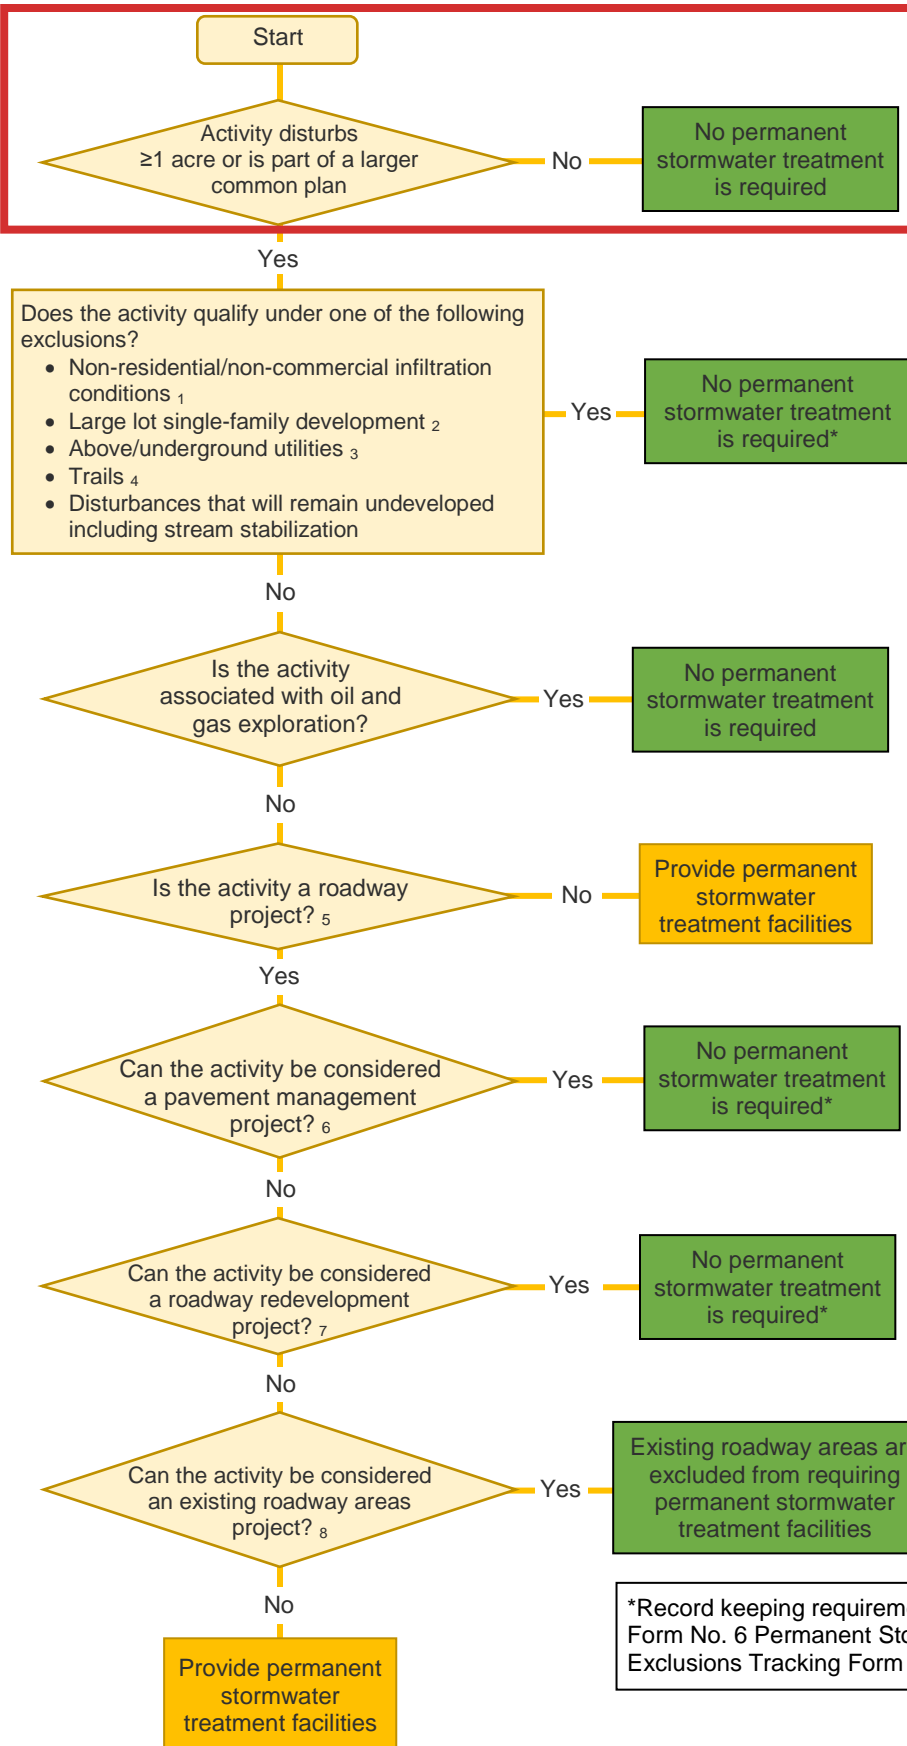 Start
Activity disturbs
≥1 acre or is part of a larger
common plan
No
No permanent
stormwater treatment
is required
Yes
Does the activity qualify under one of the following
exclusions?
• Non-residential/non-commercial infiltration
conditions 1
• Large lot single-family development 2
• Above/underground utilities 3
• Trails 4
• Disturbances that will remain undeveloped
including stream stabilization
Yes
No permanent
stormwater treatment
is required*
No
Is the activity
associated with oil and
gas exploration?
Yes
No permanent
stormwater treatment
is required
No
Is the activity a roadway
project? 5
No
Provide permanent
stormwater
treatment facilities
Yes
Can the activity be considered
a pavement management
project? 6
Yes
No permanent
stormwater treatment
is required*
No
Can the activity be considered
a roadway redevelopment
project? 7
Yes
No permanent
stormwater treatment
is required*
No
Can the activity be considered
an existing roadway areas
project? 8
Yes
Existing roadway areas
excluded from requiring
permanent stormwater
treatment facilities
No
*Record keeping
Form No. 6 Permanent
Exclusions Tracking Form
Provide permanent
stormwater
treatment facilities